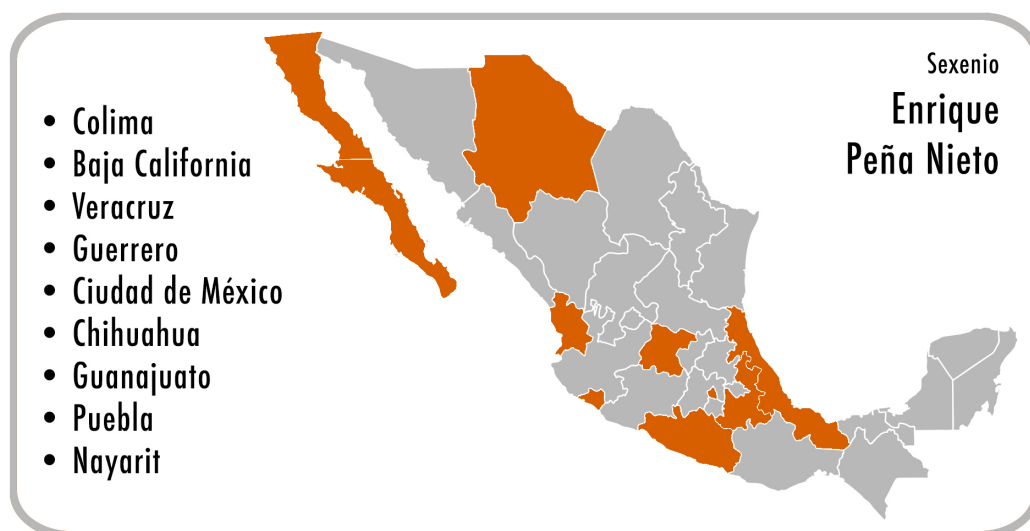 Sexenio
Enrique
Peña Nieto
• Colima
• Baja California
• Veracruz
• Guerrero
• Ciudad de México
• Chihuahua
• Guanajuato
• Puebla
• Nayarit